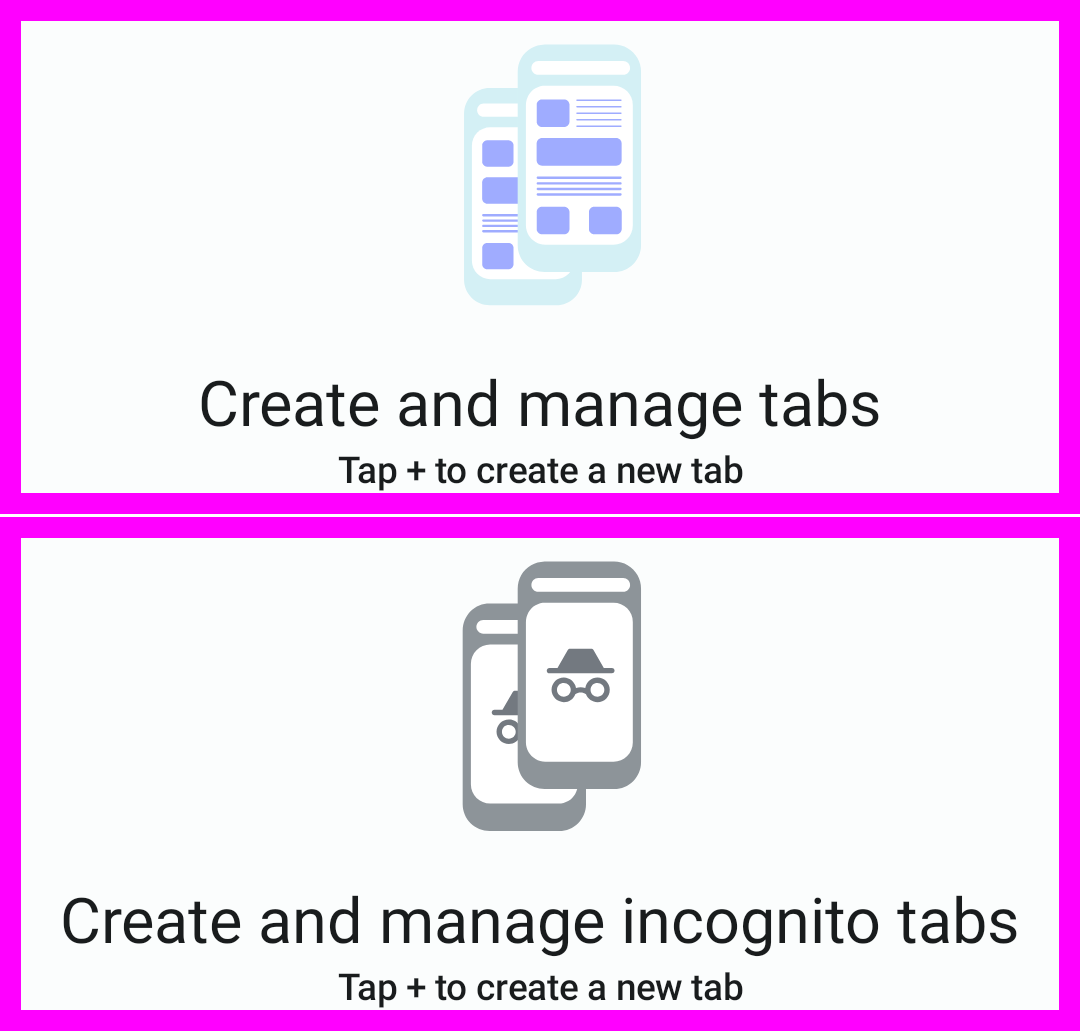 Create and manage tabs
Tap + to create a new tab
Create and manage incognito tabs
Tap + to create a new tab